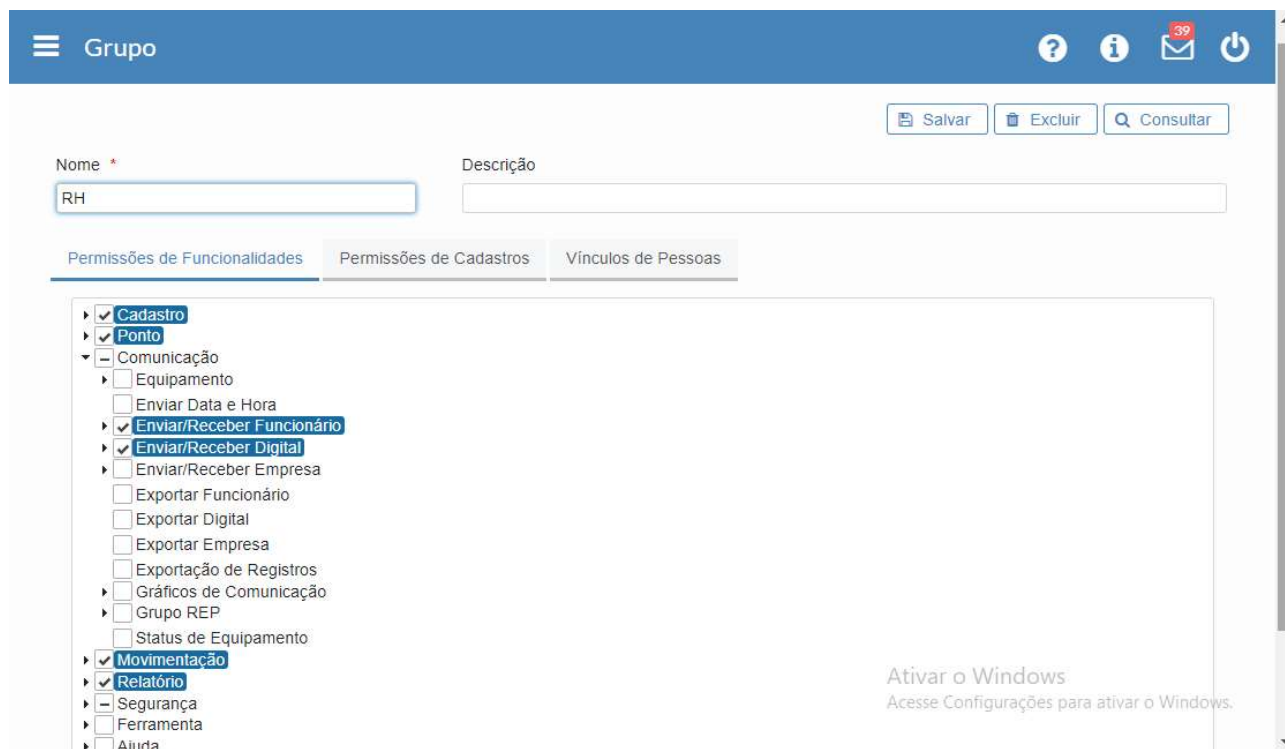 Grupo
39
Salvar Excluir Consultar
Nome * Descrição
RH
Permissões de Funcionalidades Permissões de Cadastros Vínculos de Pessoas
Cadastro
Ponto
Comunicação
Equipamento
Enviar Data e Hora
Enviar/Receber Funcionário
Enviar/Receber Digital
Enviar/Receber Empresa
Exportar Funcionário
Exportar Digital
Exportar Empresa
Exportação de Registros
Gráficos de Comunicação
Grupo REP
Status de Equipamento
Movimentação
Relatório
Segurança
Ferramenta
Ajuda
Ativar o Windows
Acesse Configurações para ativar o Windows.